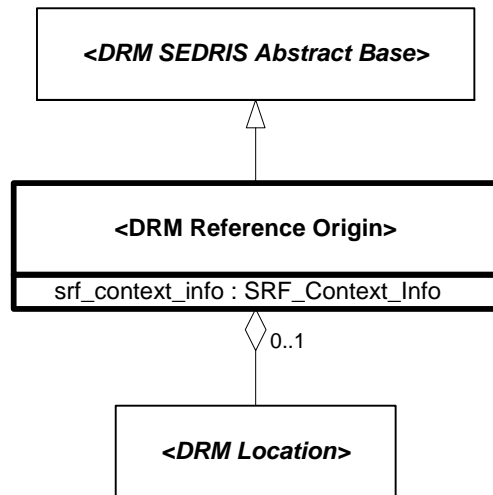 <DRM SEDRIS Abstract Base>
<DRM Reference Origin>
srf_context_info : SRF_Context_Info
0..1
<DRM Location>